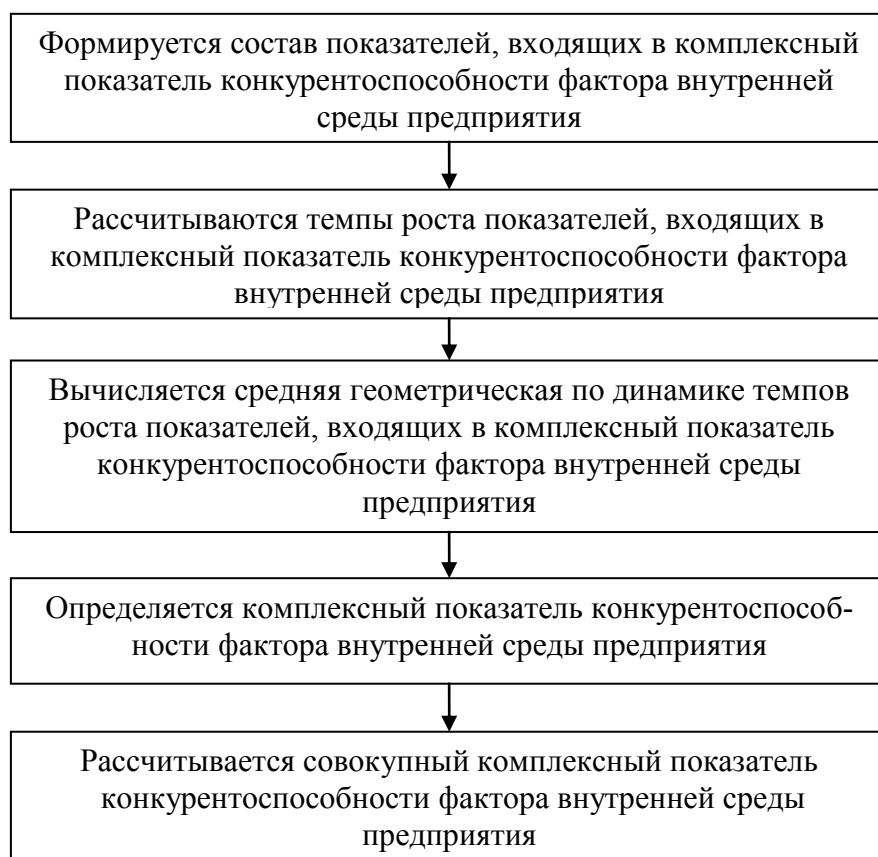 Формируется состав показателей, входящих в комплексный
показатель конкурентоспособности фактора внутренней
среды предприятия
Рассчитываются темпы роста показателей, входящих в
комплексный показатель конкурентоспособности фактора
внутренней среды предприятия
Вычисляется средняя геометрическая по динамике темпов
роста показателей, входящих в комплексный показатель
конкурентоспособности фактора внутренней среды
предприятия
Определяется комплексный показатель конкурентоспособ-
ности фактора внутренней среды предприятия
Рассчитывается совокупный комплексный показатель
конкурентоспособности фактора внутренней среды
предприятия